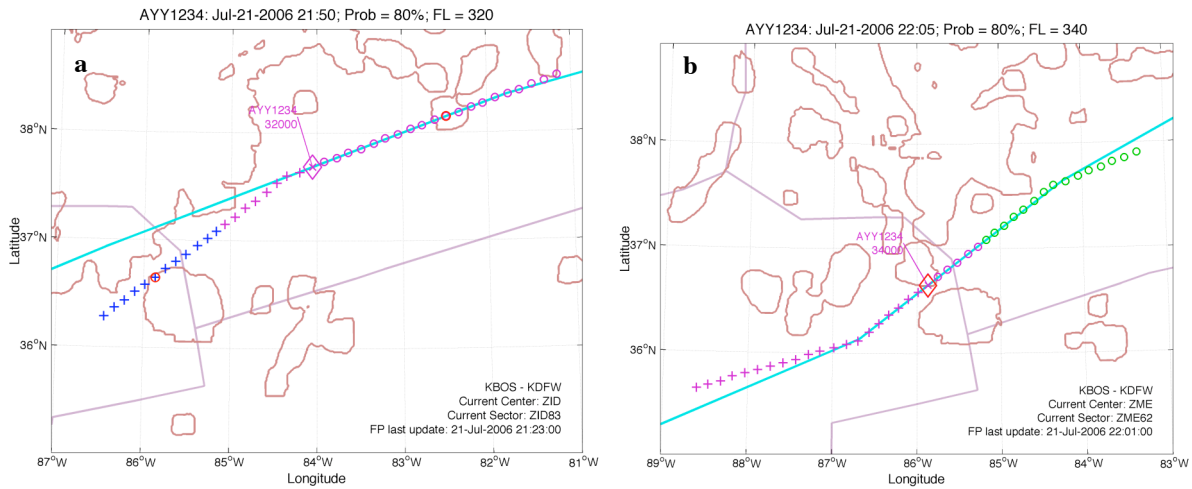 AYY1234: Jul-21-2006 21:50; Prob = 80%; FL = 320
a
AYY1234
32000
38°N
37°N
36°N
Latitude
KBOS - KDFW
Current Center: ZID
Current Sector: ZID83
FP last update: 21-Jul-2006 21:23:00
87°W 86°W 85°W 84°W 83°W 82°W 81°W
Longitude
AYY1234: Jul-21-2006 22:05; Prob = 80%; FL = 340
b
AYY1234
34000
38°N
37°N
36°N
Latitude
KBOS - KDFW
Current Center: ZME
Current Sector: ZME62
FP last update: 21-Jul-2006 22:01:00
89°W 88°W 87°W 86°W 85°W 84°W 83°W
Longitude